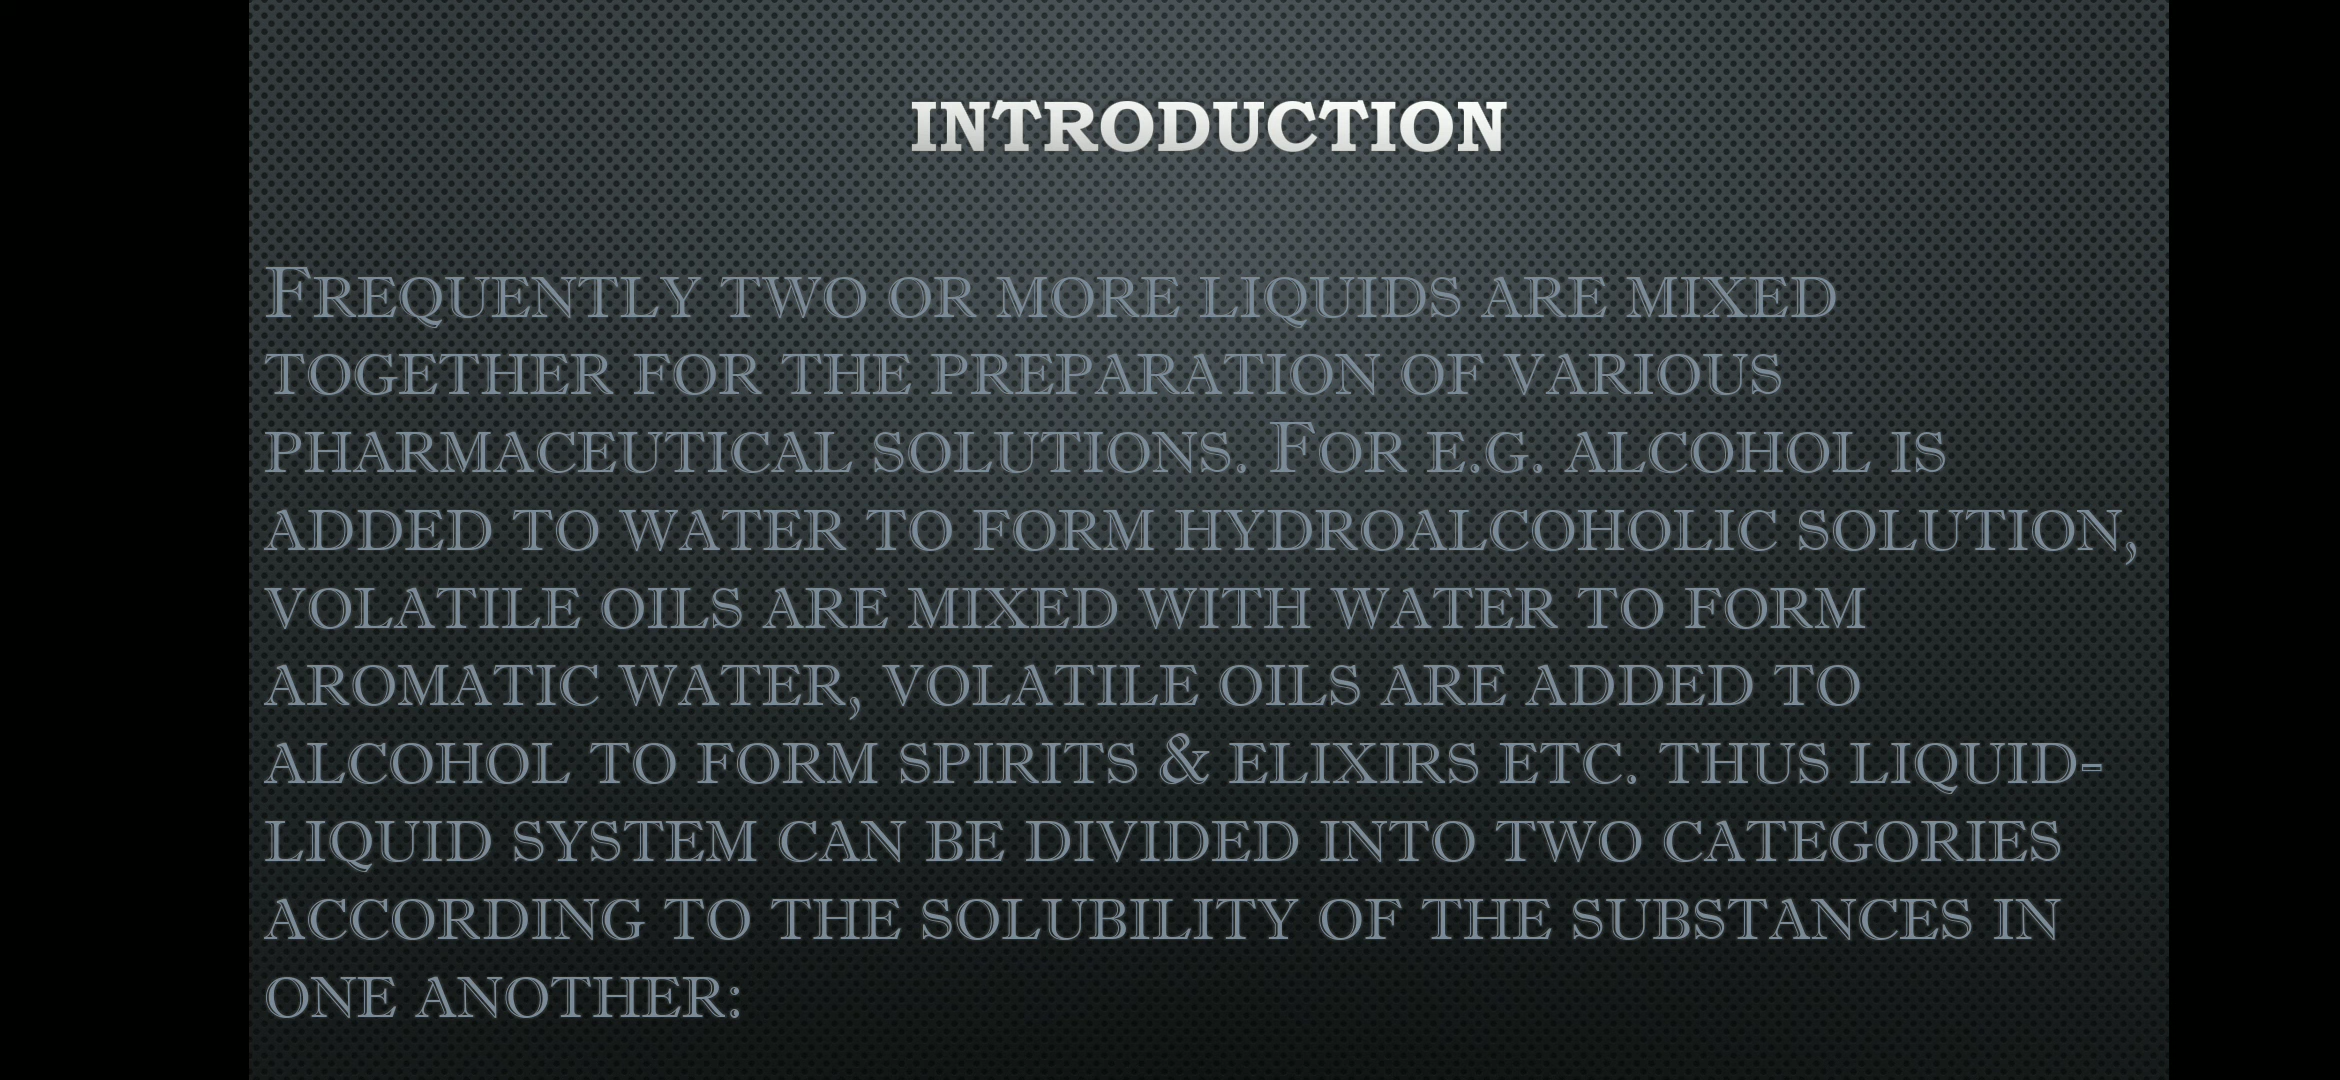 INTRODUCTION
Frequently two or more liquids are mixed
together for the preparation of various
pharmaceutical solutions. For e.g. alcohol is
added to water to form hydroalcoholic solution,
volatile oils are mixed with water to form
aromatic water, volatile oils are added to
alcohol to form spirits & elixirs etc. thus liquid-
liquid system can be divided into two categories
according to the solubility of the substances in
one another: